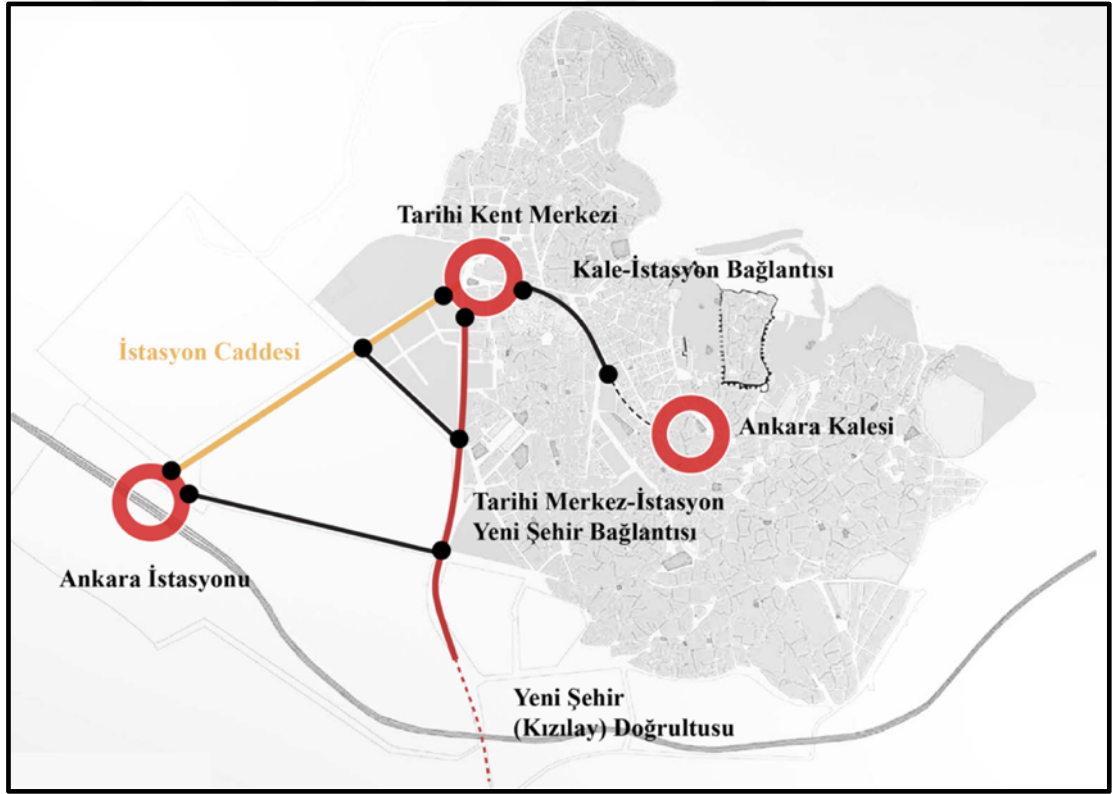 Tarihi Kent Merkezi
Kale-İstasyon Bağlantısı
İstasyon Caddesi
Ankara Kalesi
Tarihi Merkez-İstasyon
Yeni Şehir Bağlantısı
Ankara İstasyonu
Yeni Şehir
(Kızılay) Doğrultusu